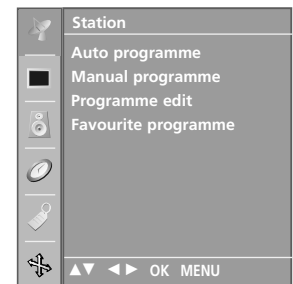 Station
Auto programme
Manual programme
Programme edit
Favourite programme
▲▼ ◄► OK MENU